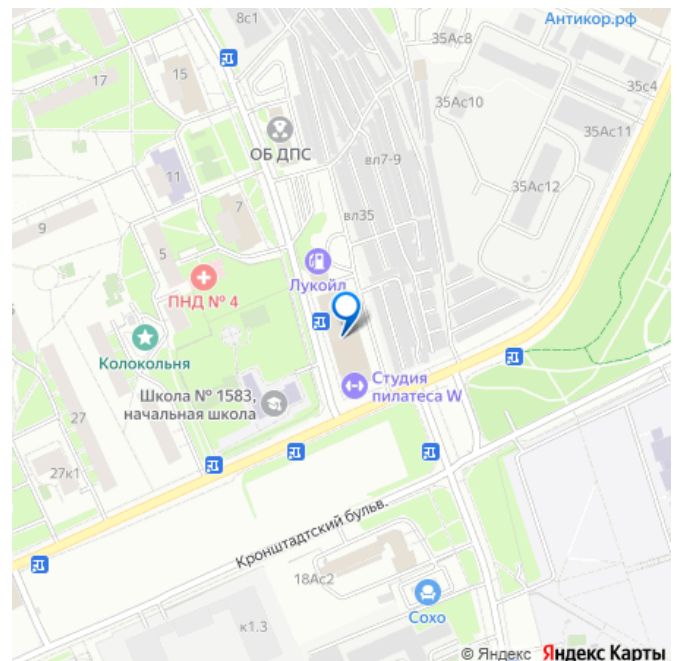 8с1
Антикор.рф
35Ас8
17
15
35с4
35Ас10
ОБ ДПС
35Ас11
вл7-9
11
35Ас12
7
вл35
9
5
Лукойл
ПНД № 4
Колокольня
Студия
пилатеса W
Школа № 1583,
начальная школа
27
27к1
Кронштадтский бульв.
18Ас2
Сохо
к1.3
© Яндекс Яндекс Карты